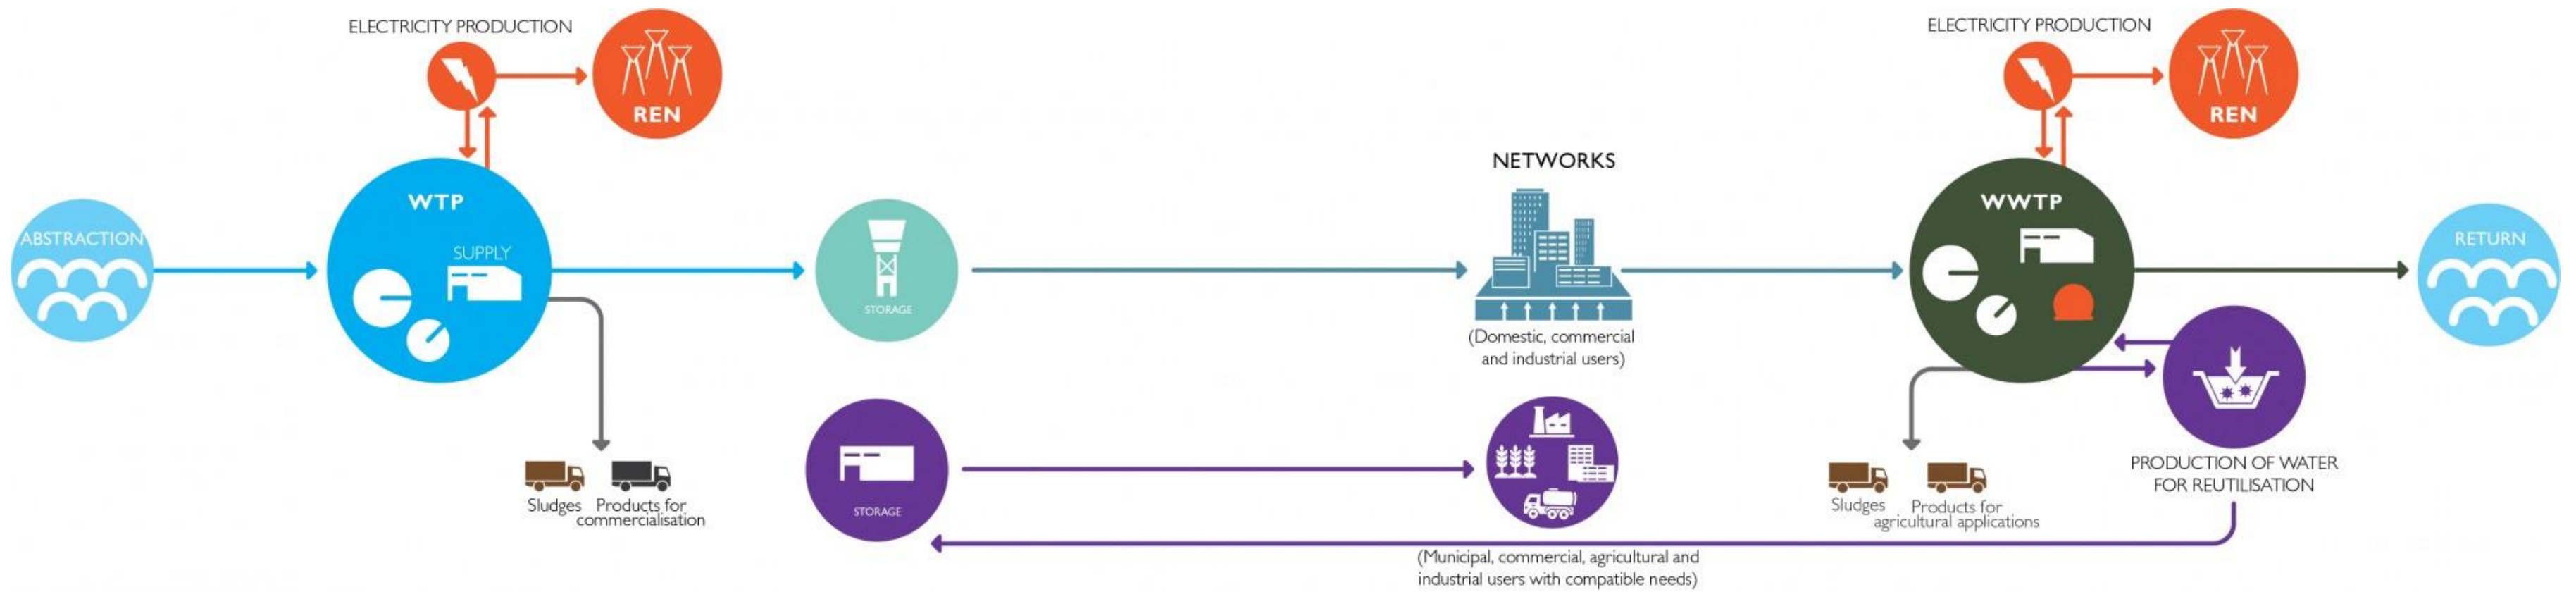 ELECTRICITY PRODUCTION
REN
ABSTRACTION
WTP
SUPPLY
Sludges
Products for
commercialisation
STORAGE
STORAGE
NETWORKS
(Domestic, commercial
and industrial users)
(Municipal, commercial, agricultural and
industrial users with compatible needs)
ELECTRICITY PRODUCTION
REN
WWTP
Sludges
Products for
agricultural applications
PRODUCTION OF WATER
FOR REUTILISATION
RETURN